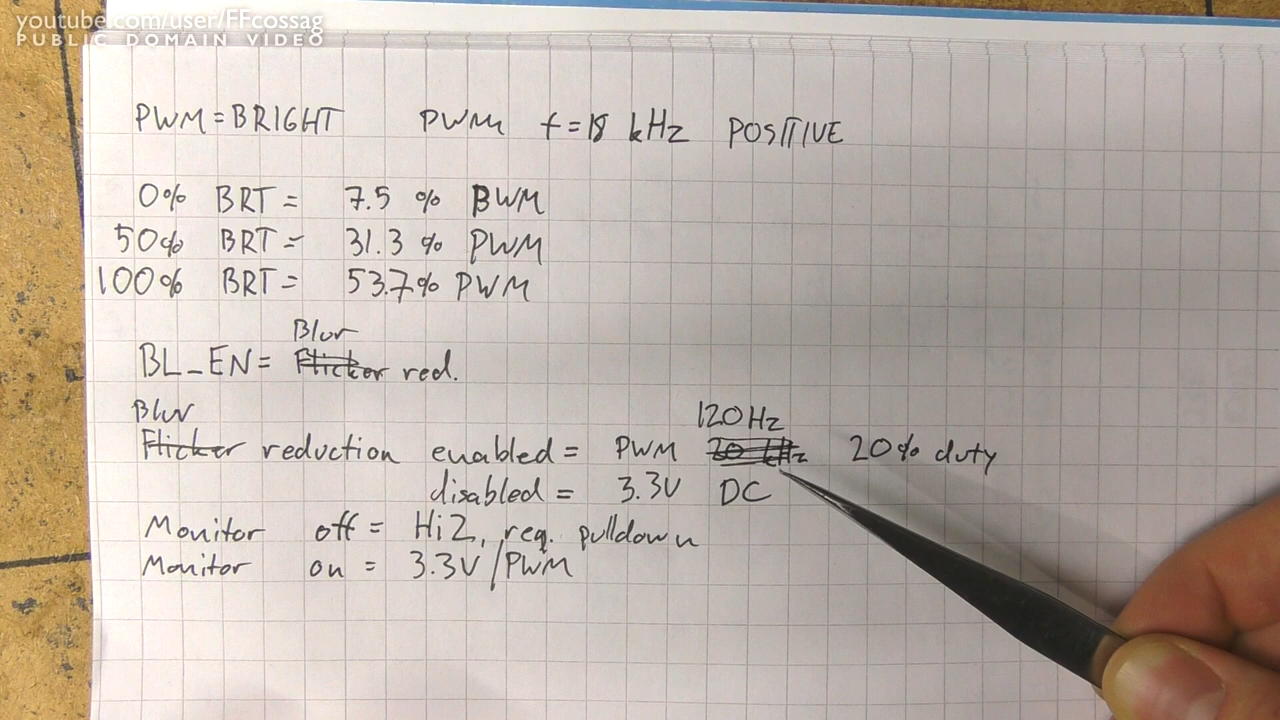 youtube.com/user/FFcossag
PUBLIC DOMAIN VIDEO
PWM=BRIGHT PWM f=18 kHz POSITIVE
0% BRT = 7.5 % BWM
50% BRT = 31.3 % PWM
100% BRT = 53.7% PWM
Blur
BL_EN= Flicker red.
Blur 120Hz
Flicker reduction enabled = PWM 20 kHz 20% duty
disabled = 3.3V DC
Monitor off = HiZ, req. pulldown
Monitor on = 3.3V/PWM